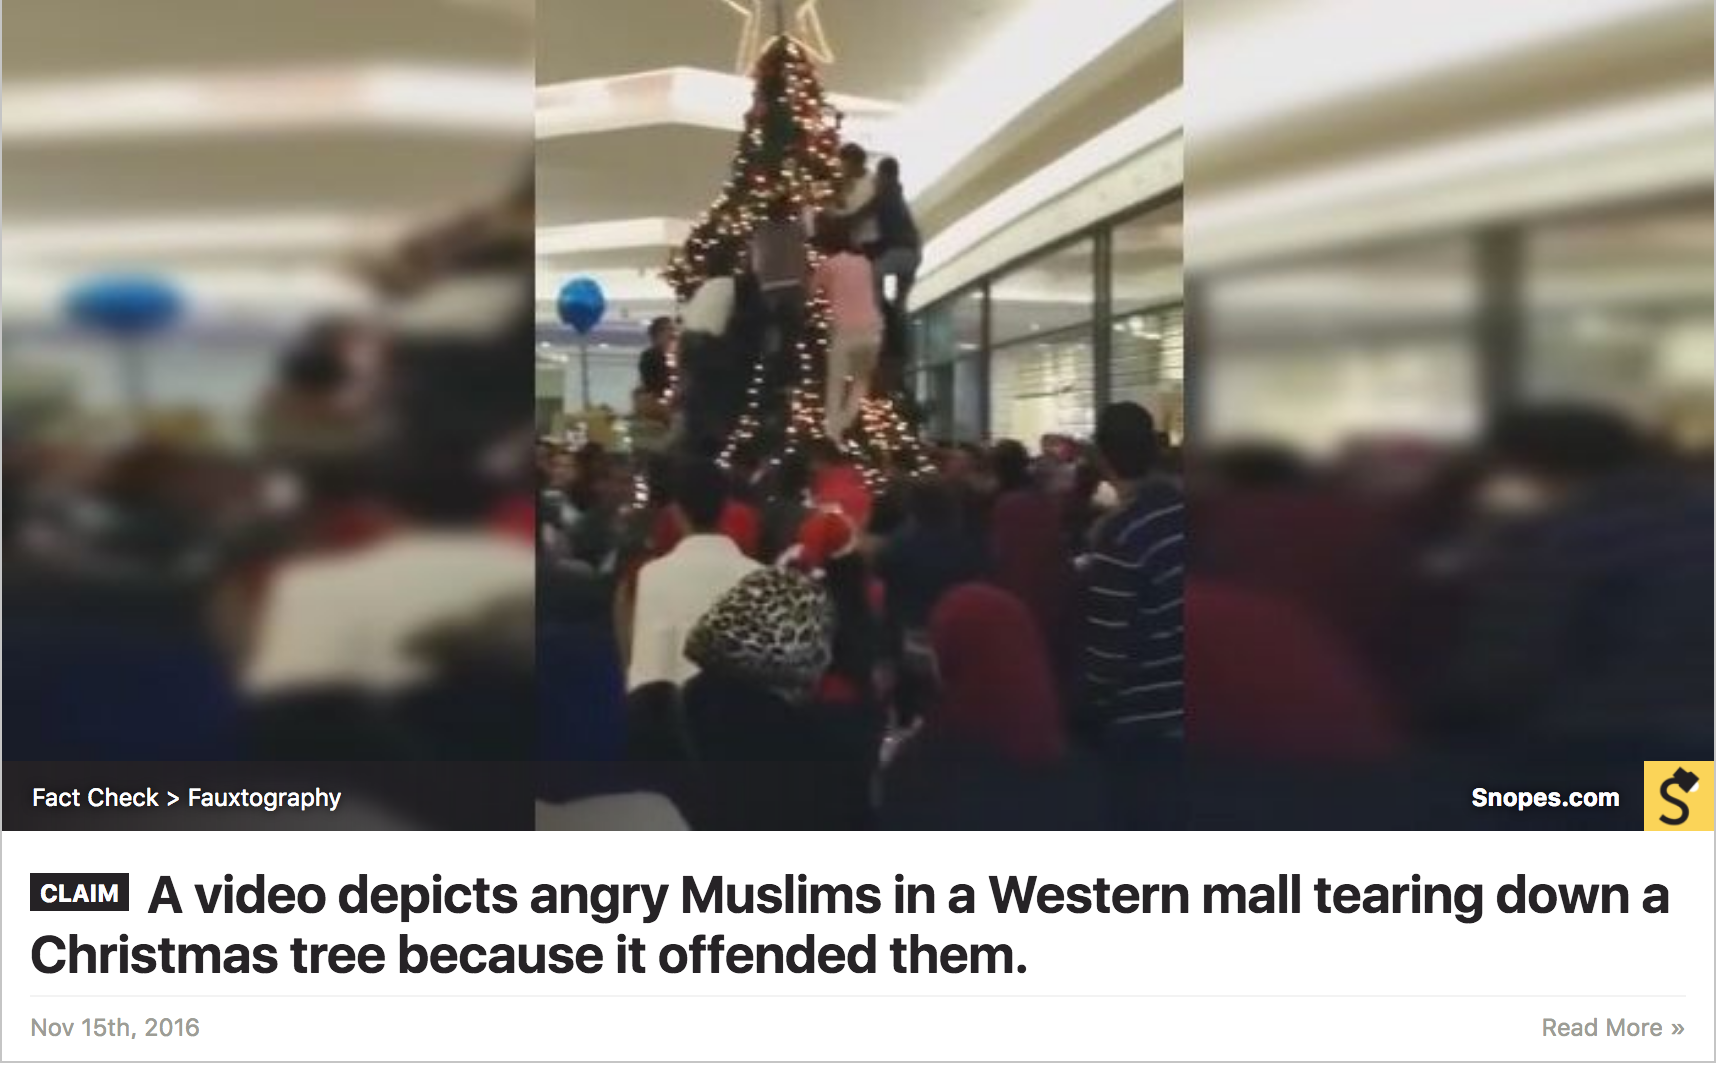 Fact Check > Fauxtography
Snopes.com
S
CLAIM A video depicts angry Muslims in a Western mall tearing down a
Christmas tree because it offended them.
Nov 15th, 2016
Read More »